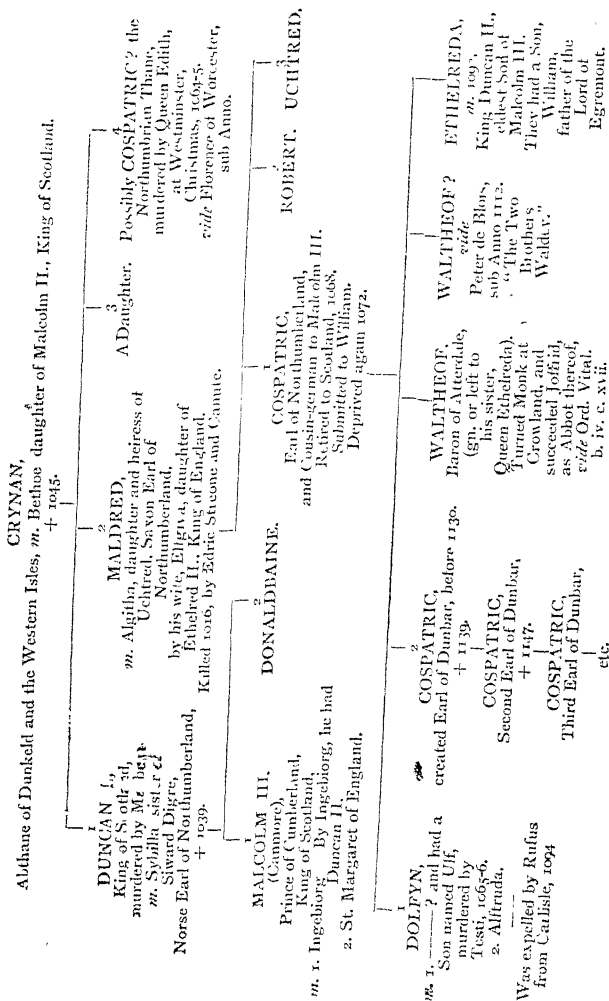 CRYNAN,
Abthane of Dunkeld and the Western Isles, m. Bethoc daughter of Malcolm II., King of Scotland.
+ 1045.
1
DUNCAN I.,
King of Scotland,
murdered by
m. Sybilla sister of
Siward Digre,
Norse Earl of Northumberland,
+ 1039.
2
MALDRED,
m. Algitha, daughter and heiress of
Uchtred, Saxon Earl of
Northumberland,
by his wife, Elfgiva, daughter of
Ethelred II., King of England.
Killed 1016, by Edric Streone and Canute.
3
A Daughter.
4
Possibly COSPATRIC? the
Northumbrian Thane,
murdered by Queen Edith,
at Westminster,
Christmas, 1064-5.
vide Florence of Worcester,
sub Anno.
1
MALCOLM III.
(Canmore),
Prince of Cumberland,
King of Scotland,
m. 1. Ingebiorg By Ingebiorg, he had
Duncan II.
2. St. Margaret of England.
2
DONALDBAINE.
1
COSPATRIC,
Earl of Northumberland,
and Cousin-german to Malcolm III.
Retired to Scotland, 1068.
Submitted to William.
Deprived again 1072.
2
ROBERT.
3
UCHTRED.
1
DOLFYN,
m. 1. ——? and had a
Son named Ulf,
murdered by
Tosti, 1065-6.
2. Alftruda.
Was expelled by Rufus
from Carlisle, 1094
2
COSPATRIC,
created Earl of Dunbar, before 1130.
+ 1139.
COSPATRIC,
Second Earl of Dunbar,
+ 1147.
COSPATRIC,
Third Earl of Dunbar,
etc.
WALTHEOF.
Baron of Atterdale,
(gn. or left to
his sister,
Queen Ethelreda).
Turned Monk at
Crowland, and
succeeded Joffrid,
as Abbot thereof,
vide Ord. Vital.
b. iv. c. xvii.
WALTHEOF?
vide
Peter de Blois,
sub Anno 1112.
"The Two
Brothers
"
ETHELREDA,
m.
King Duncan II.,
eldest Son of
Malcolm III.
They had a Son,
William,
father of the
Lord of
Egremont.